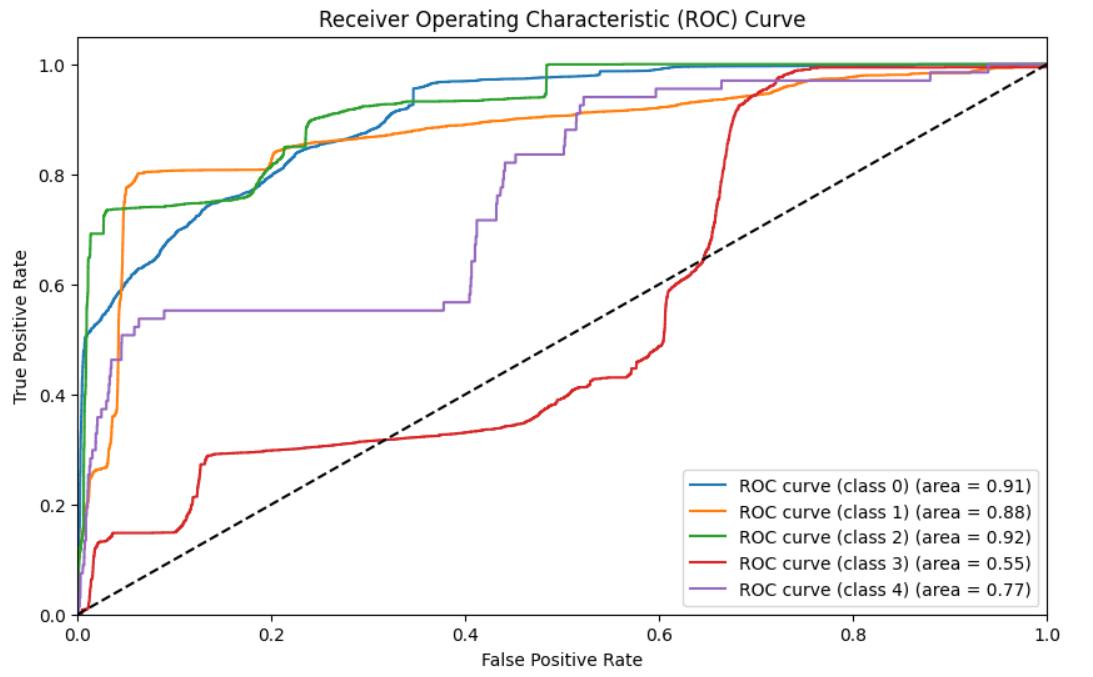 Receiver Operating Characteristic (ROC) Curve
True Positive Rate
1.0
0.8
0.6
0.4
0.2
0.0
0.0
0.2
0.4
0.6
0.8
1.0
False Positive Rate
ROC curve (class 0) (area = 0.91)
ROC curve (class 1) (area = 0.88)
ROC curve (class 2) (area = 0.92)
ROC curve (class 3) (area = 0.55)
ROC curve (class 4) (area = 0.77)